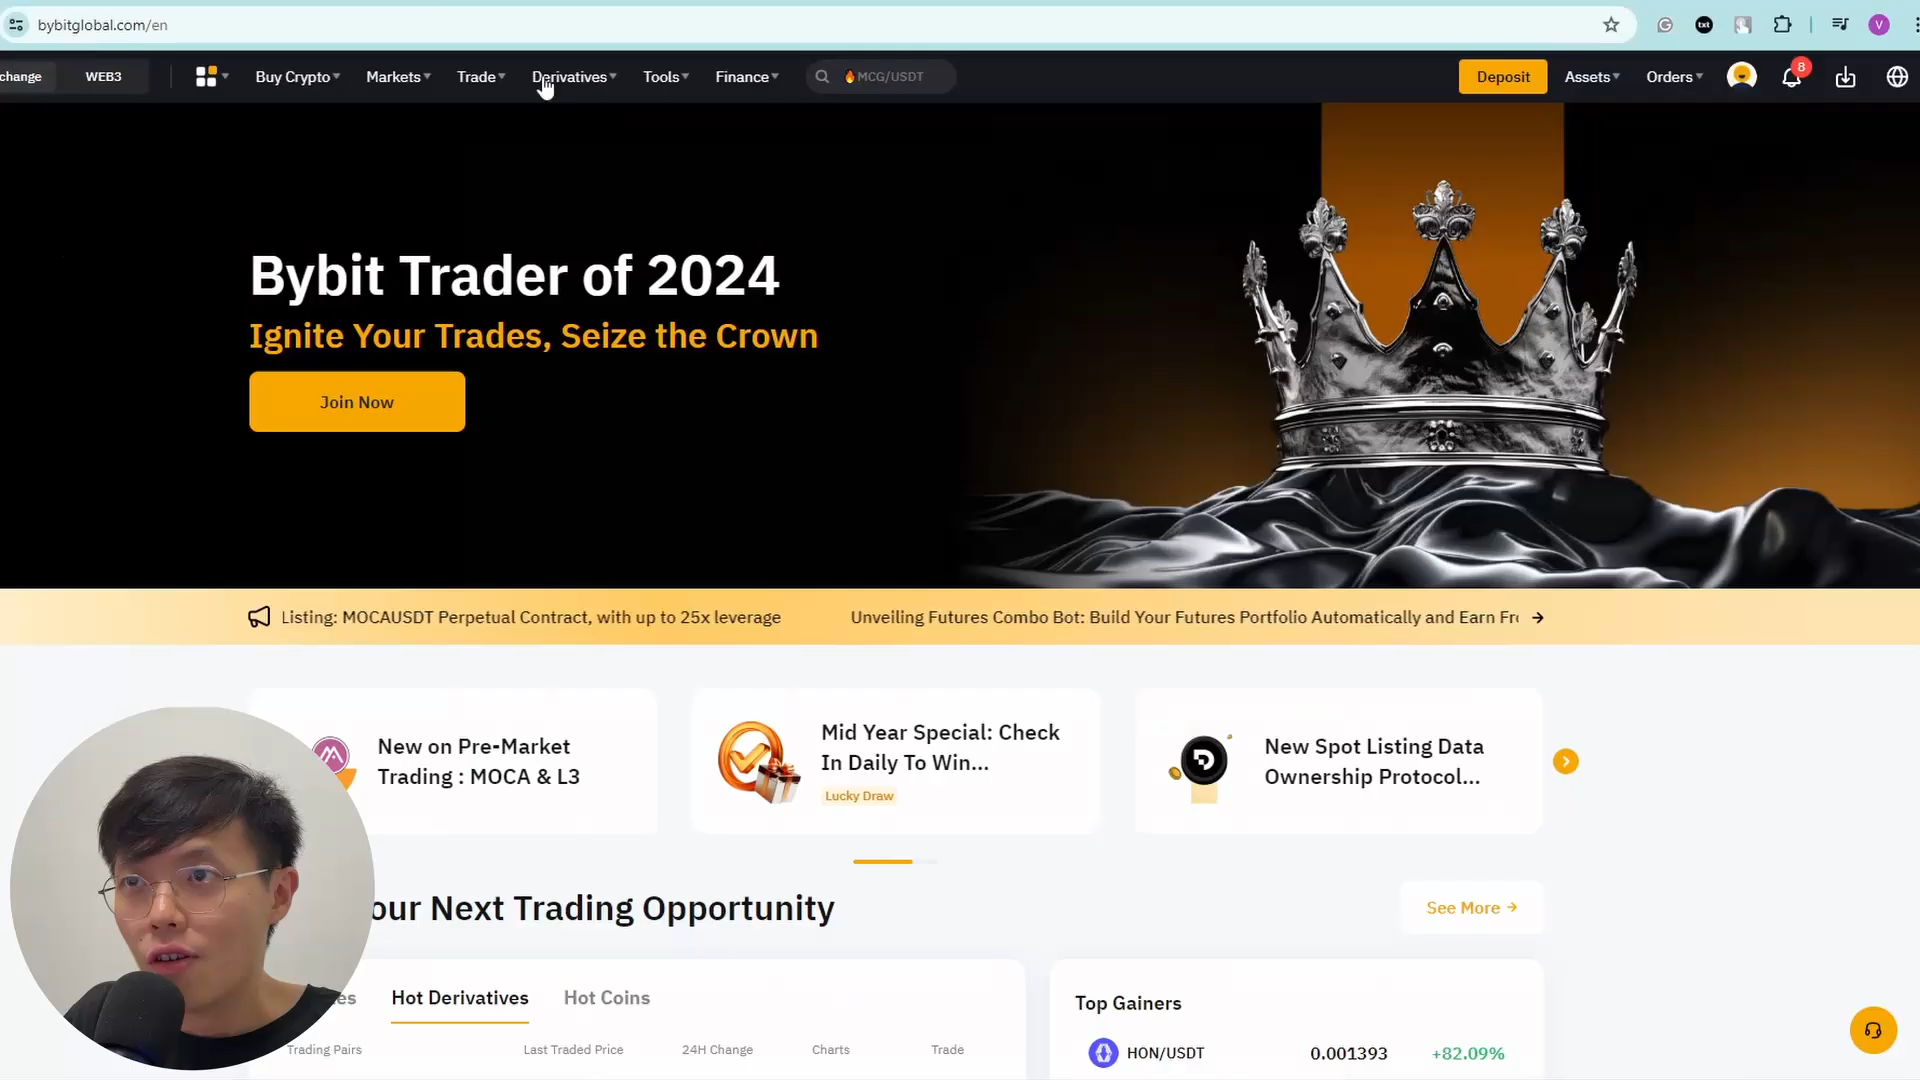 bybitglobal.com/en
txt
V
change
WEB3
Buy Crypto
Markets
Trade
Derivatives
Tools
Finance
MCG/USDT
Deposit
Assets
Orders
8
Bybit Trader of 2024
Ignite Your Trades, Seize the Crown
Join Now
Listing: MOCAUSDT Perpetual Contract, with up to 25x leverage
Unveiling Futures Combo Bot: Build Your Futures Portfolio Automatically and Earn Fr
New on Pre-Market
Trading : MOCA & L3
Mid Year Special: Check
In Daily To Win...
Lucky Draw
New Spot Listing Data
Ownership Protocol...
our Next Trading Opportunity
See More
es
Hot Derivatives
Hot Coins
Trading Pairs
Last Traded Price
24H Change
Charts
Trade
Top Gainers
HON/USDT
0.001393
+82.09%